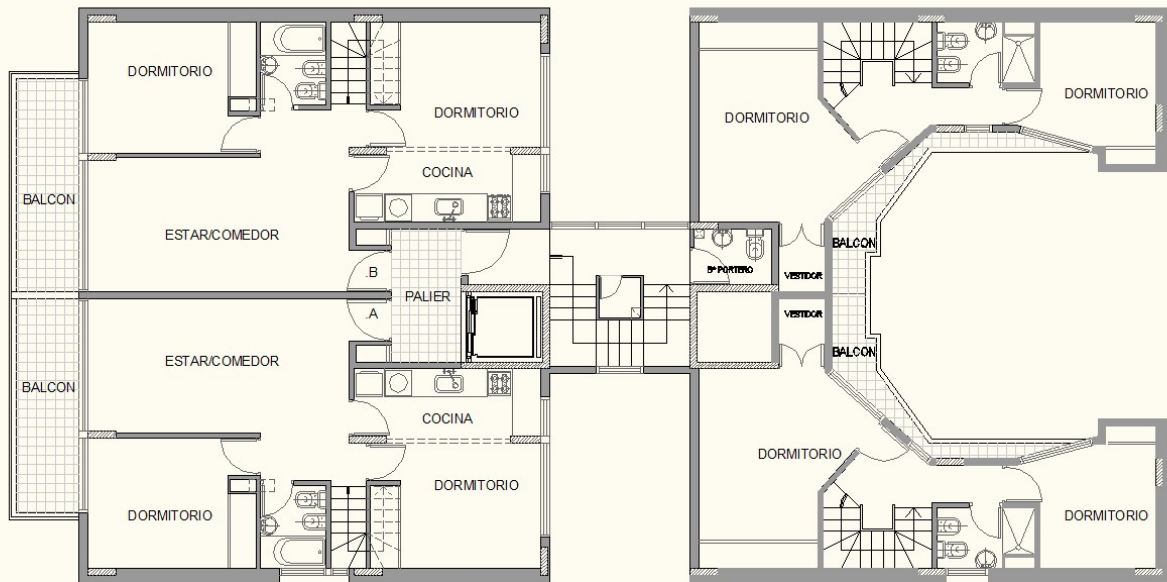 DORMITORIO
DORMITORIO
DORMITORIO
DORMITORIO
COCINA
BALCON
ESTAR/COMEDOR
BALCON
Bº PORTERO
.B
PALIER
VESTIDOR
.A
VESTIDOR
ESTAR/COMEDOR
BALCON
BALCON
COCINA
DORMITORIO
DORMITORIO
DORMITORIO
DORMITORIO